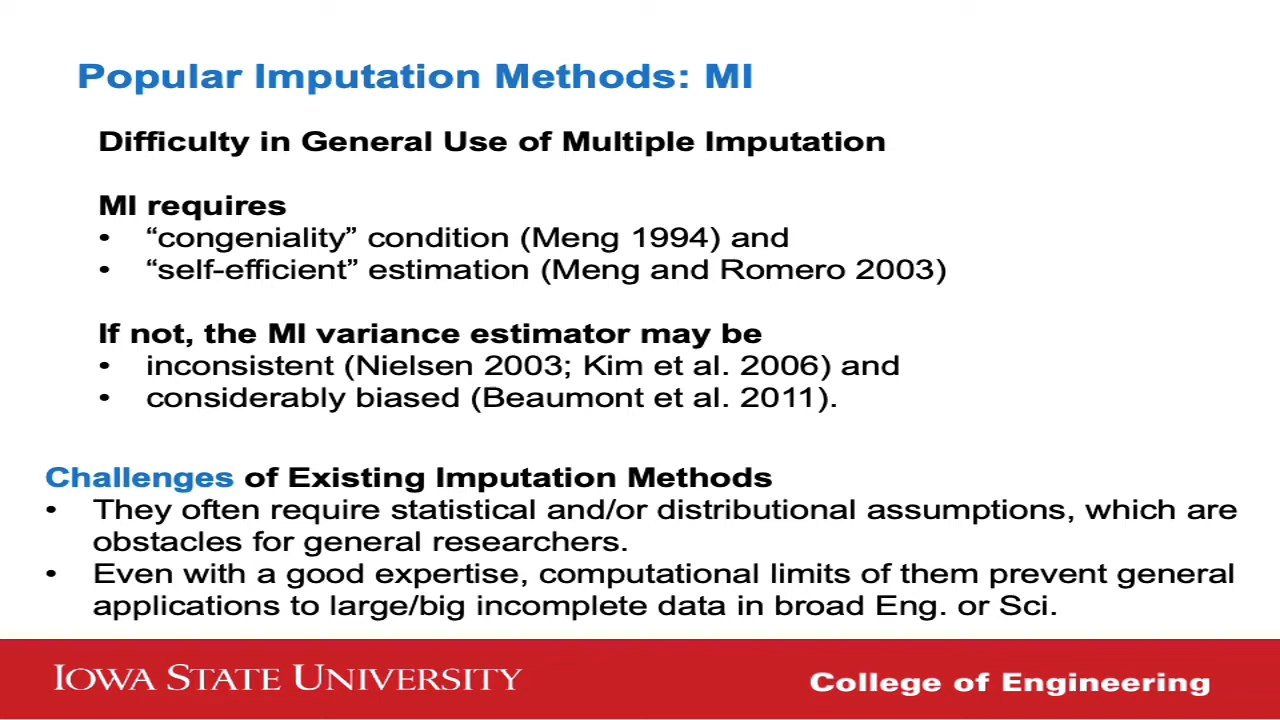 Popular Imputation Methods: MI
Difficulty in General Use of Multiple Imputation
MI requires
• “congeniality” condition (Meng 1994) and
• “self-efficient” estimation (Meng and Romero 2003)
If not, the MI variance estimator may be
• inconsistent (Nielsen 2003; Kim et al. 2006) and
• considerably biased (Beaumont et al. 2011).
Challenges of Existing Imputation Methods
• They often require statistical and/or distributional assumptions, which are
obstacles for general researchers.
• Even with a good expertise, computational limits of them prevent general
applications to large/big incomplete data in broad Eng. or Sci.
IOWA STATE UNIVERSITY
College of Engineering